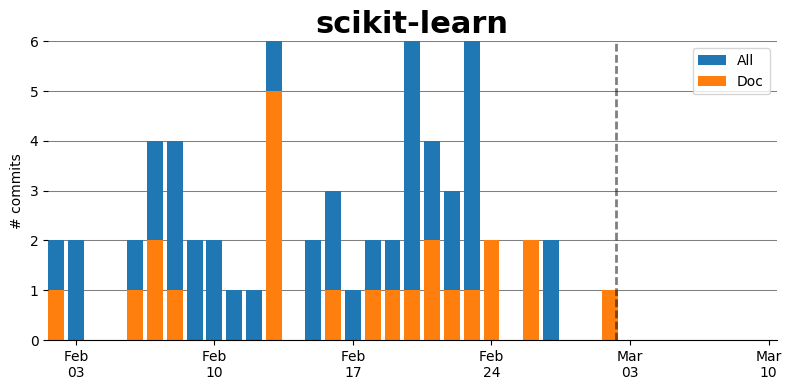 scikit-learn
# commits
6
5
4
3
2
1
0
All
Doc
Feb
03
Feb
10
Feb
17
Feb
24
Mar
03
Mar
10